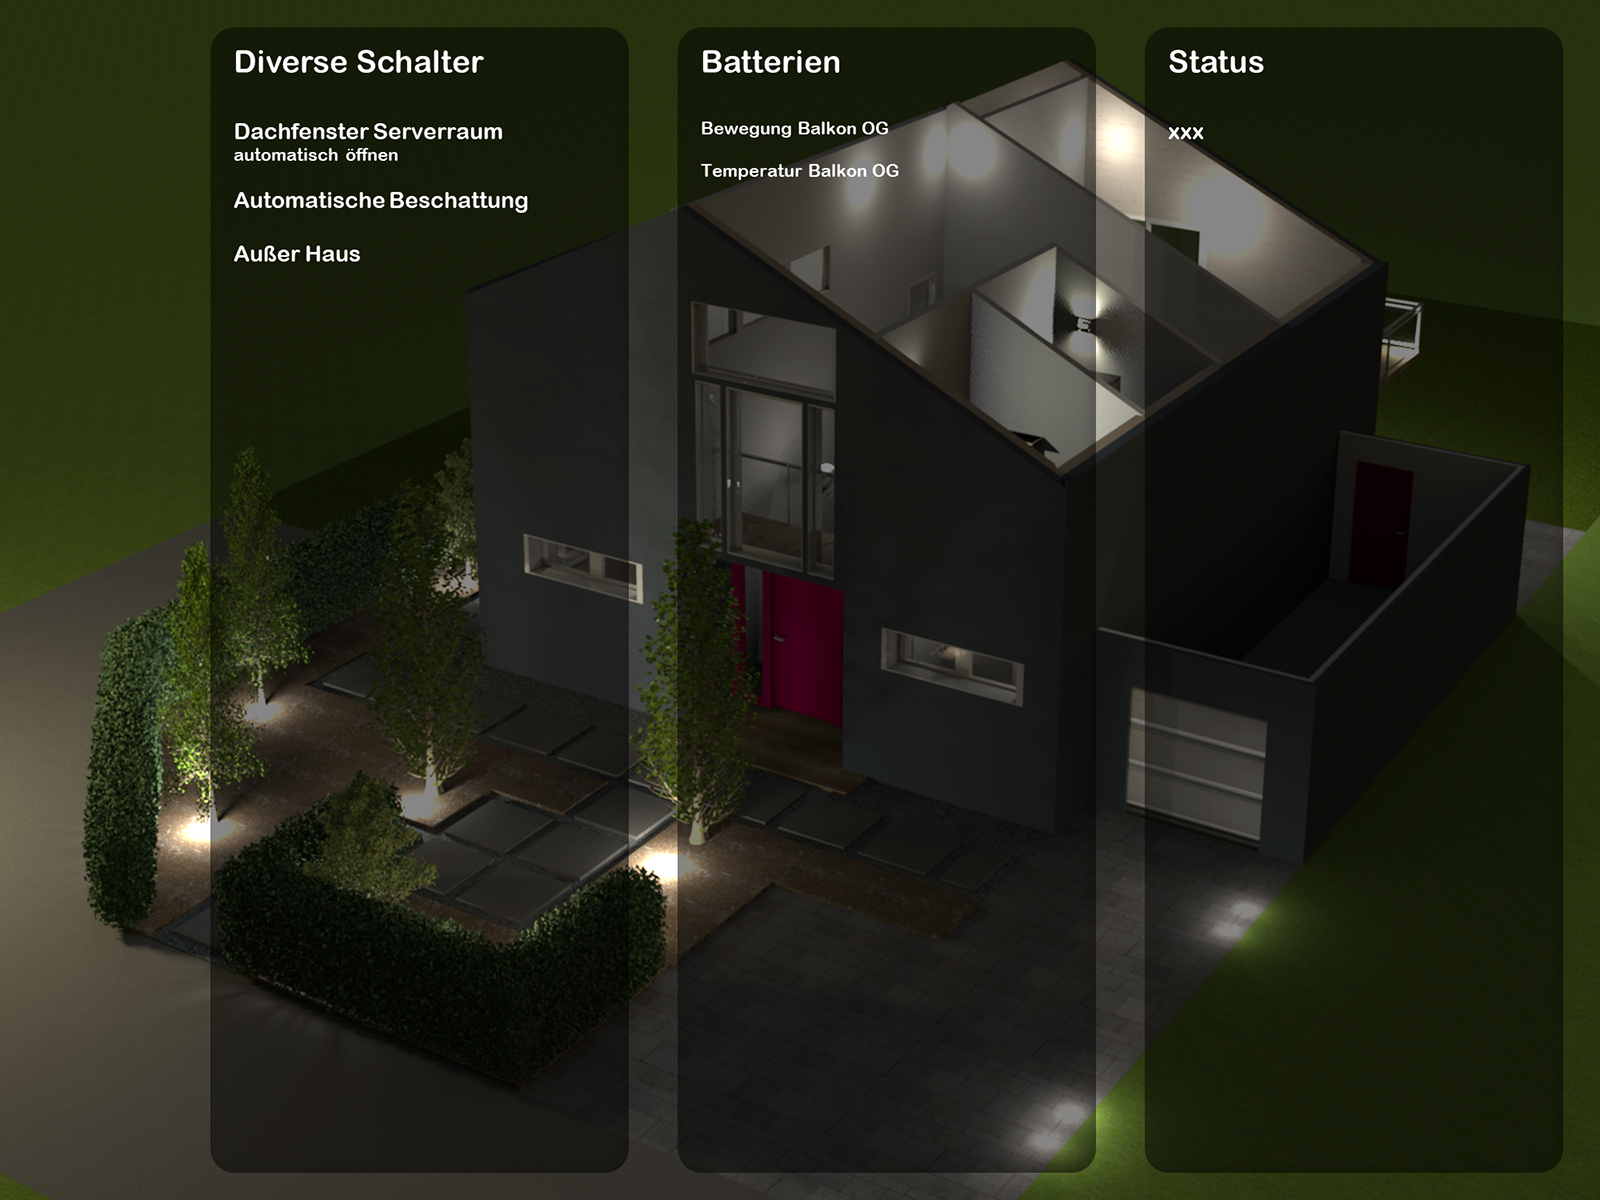 Diverse Schalter
Dachfenster Serverraum
automatisch öffnen
Automatische Beschattung
Außer Haus
Batterien
Bewegung Balkon OG
Temperatur Balkon OG
Status
xxx